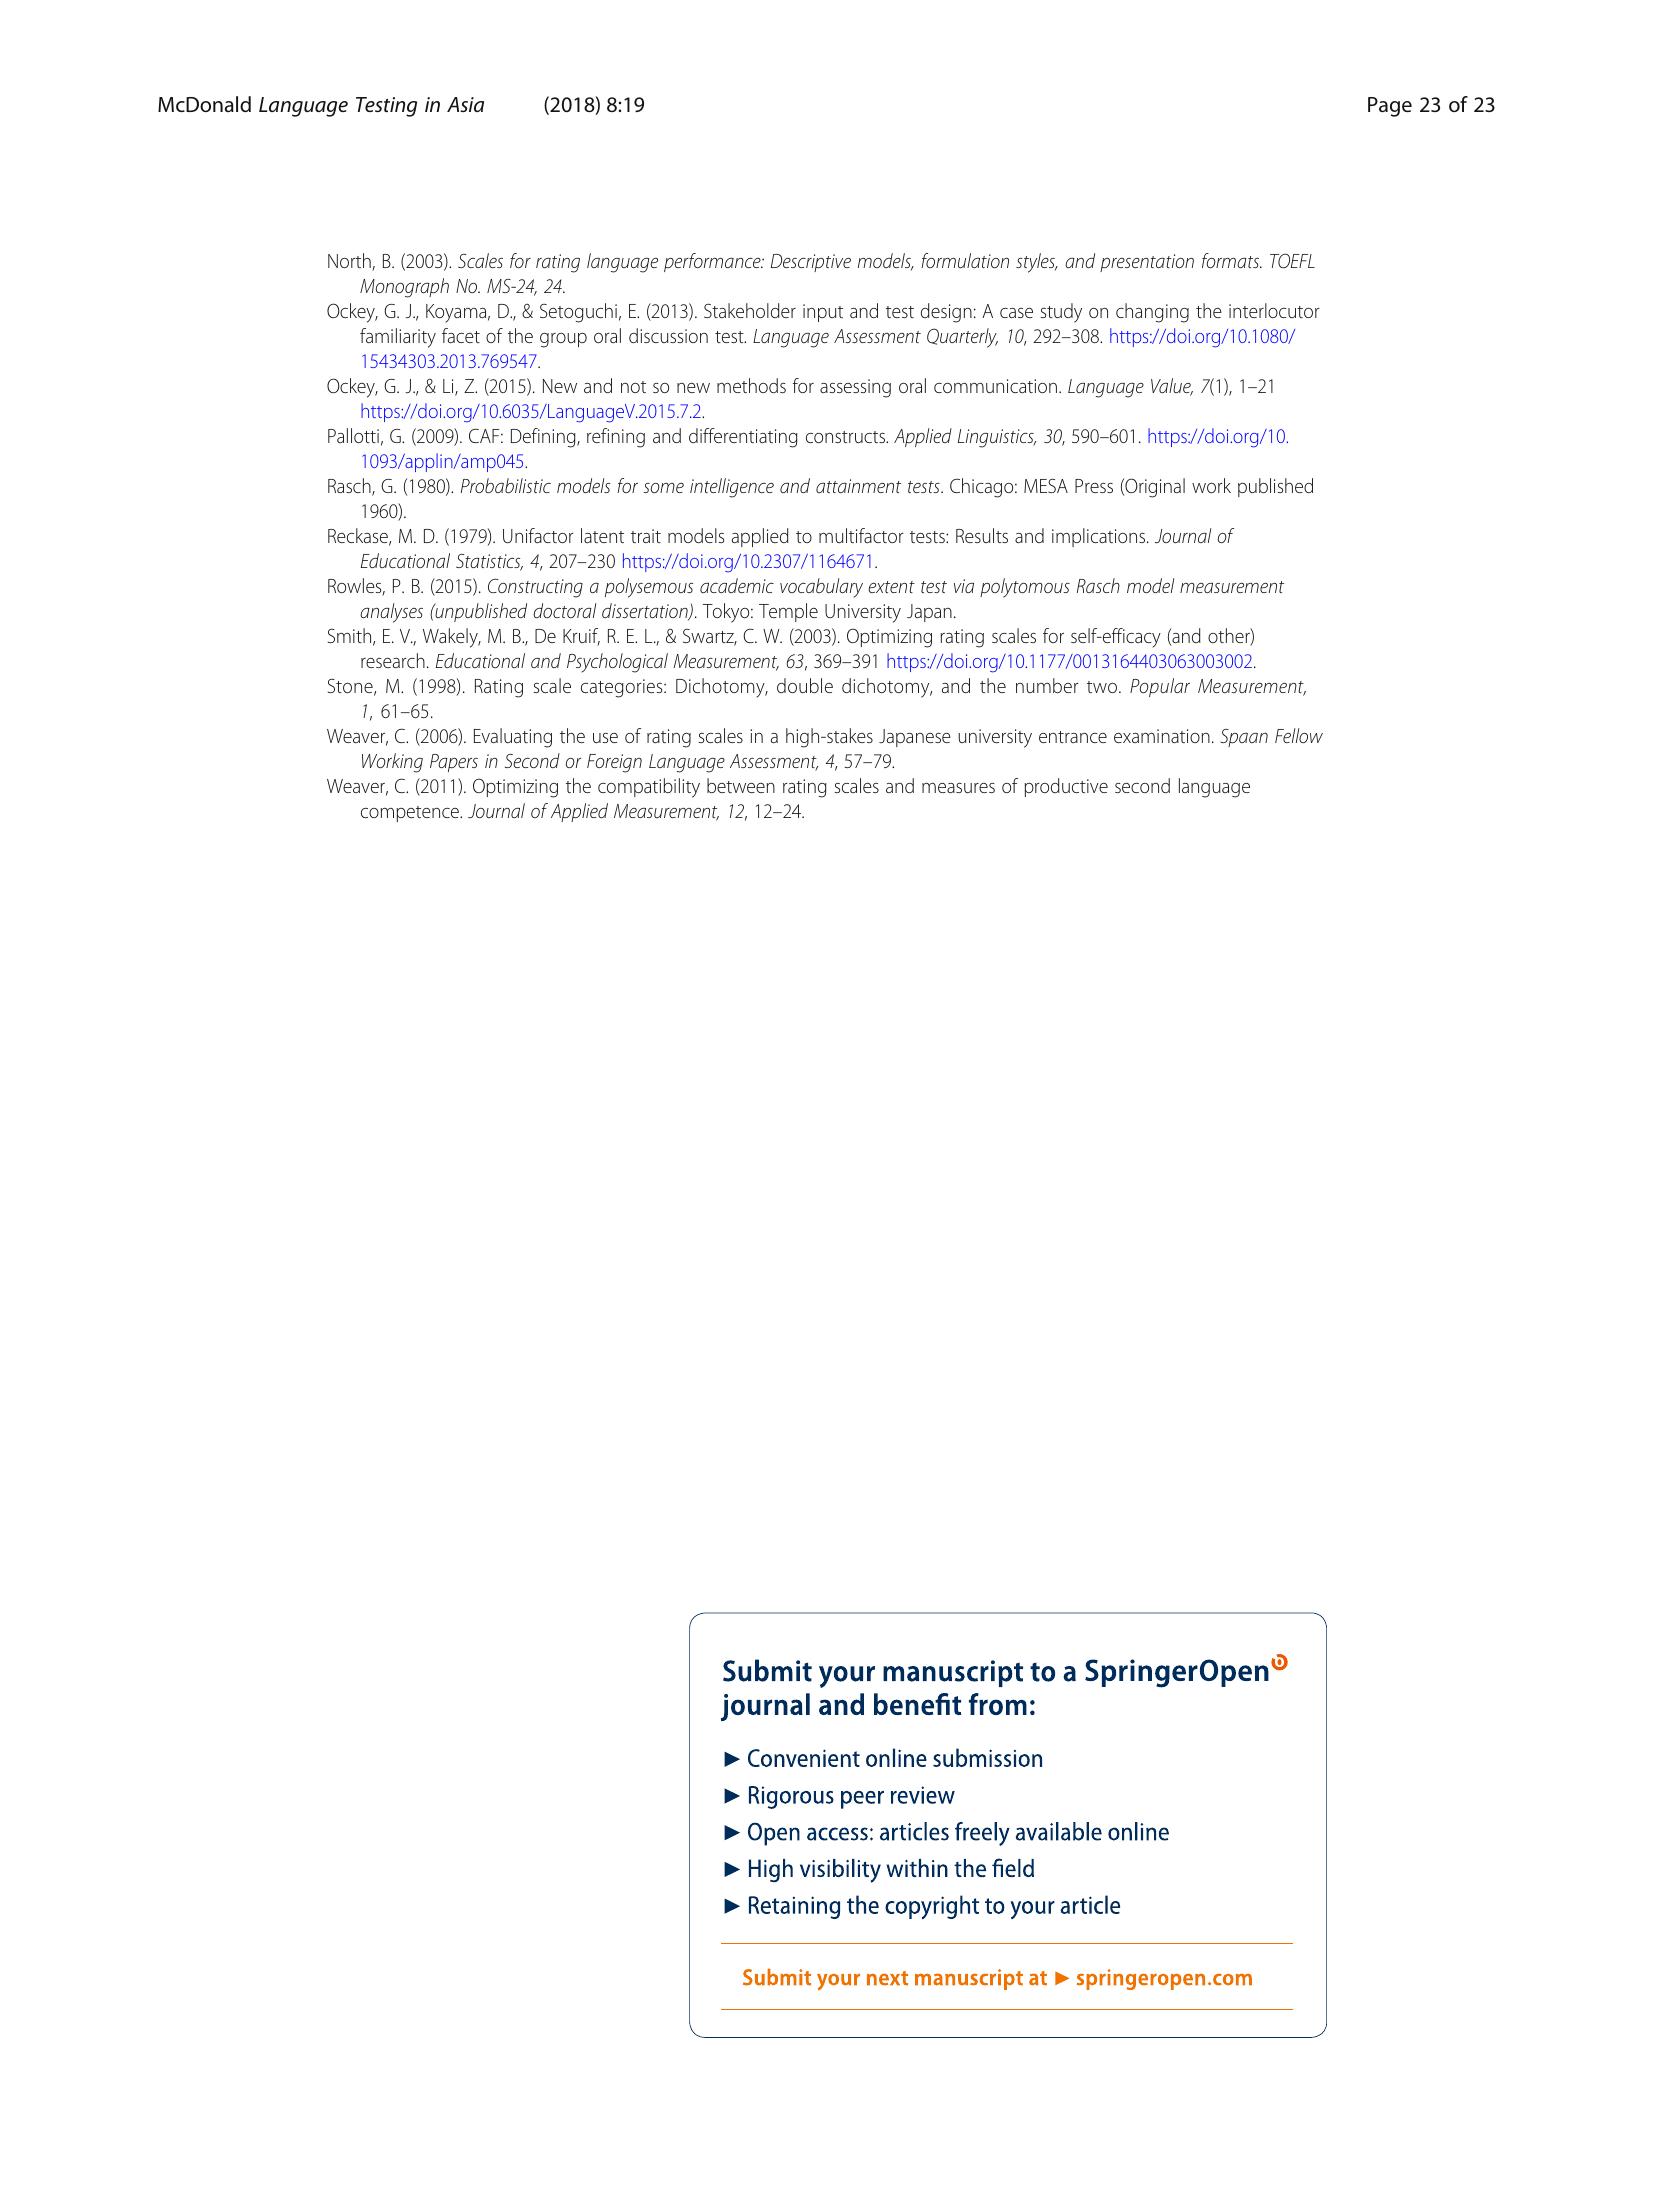 McDonald Language Testing in Asia (2018) 8:19 Page 23 of 23
North, B. (2003). Scales for rating language performance: Descriptive models, formulation styles, and presentation formats. TOEFL
Monograph No. MS-24, 24.
Ockey, G. J., Koyama, D., & Setoguchi, E. (2013). Stakeholder input and test design: A case study on changing the interlocutor
familiarity facet of the group oral discussion test. Language Assessment Quarterly, 10, 292–308. https://doi.org/10.1080/
15434303.2013.769547.
Ockey, G. J., & Li, Z. (2015). New and not so new methods for assessing oral communication. Language Value, 7(1), 1–21
https://doi.org/10.6035/LanguageV.2015.7.2.
Pallotti, G. (2009). CAF: Defining, refining and differentiating constructs. Applied Linguistics, 30, 590–601. https://doi.org/10.
1093/applin/amp045.
Rasch, G. (1980). Probabilistic models for some intelligence and attainment tests. Chicago: MESA Press (Original work published
1960).
Reckase, M. D. (1979). Unifactor latent trait models applied to multifactor tests: Results and implications. Journal of
Educational Statistics, 4, 207–230 https://doi.org/10.2307/1164671.
Rowles, P. B. (2015). Constructing a polysemous academic vocabulary extent test via polytomous Rasch model measurement
analyses (unpublished doctoral dissertation). Tokyo: Temple University Japan.
Smith, E. V., Wakely, M. B., De Kruif, R. E. L., & Swartz, C. W. (2003). Optimizing rating scales for self-efficacy (and other)
research. Educational and Psychological Measurement, 63, 369–391 https://doi.org/10.1177/0013164403063003002.
Stone, M. (1998). Rating scale categories: Dichotomy, double dichotomy, and the number two. Popular Measurement,
1, 61–65.
Weaver, C. (2006). Evaluating the use of rating scales in a high-stakes Japanese university entrance examination. Spaan Fellow
Working Papers in Second or Foreign Language Assessment, 4, 57–79.
Weaver, C. (2011). Optimizing the compatibility between rating scales and measures of productive second language
competence. Journal of Applied Measurement, 12, 12–24.
Submit your manuscript to a SpringerOpen
journal and benefit from:
► Convenient online submission
► Rigorous peer review
► Open access: articles freely available online
► High visibility within the field
► Retaining the copyright to your article
Submit your next manuscript at ► springeropen.com